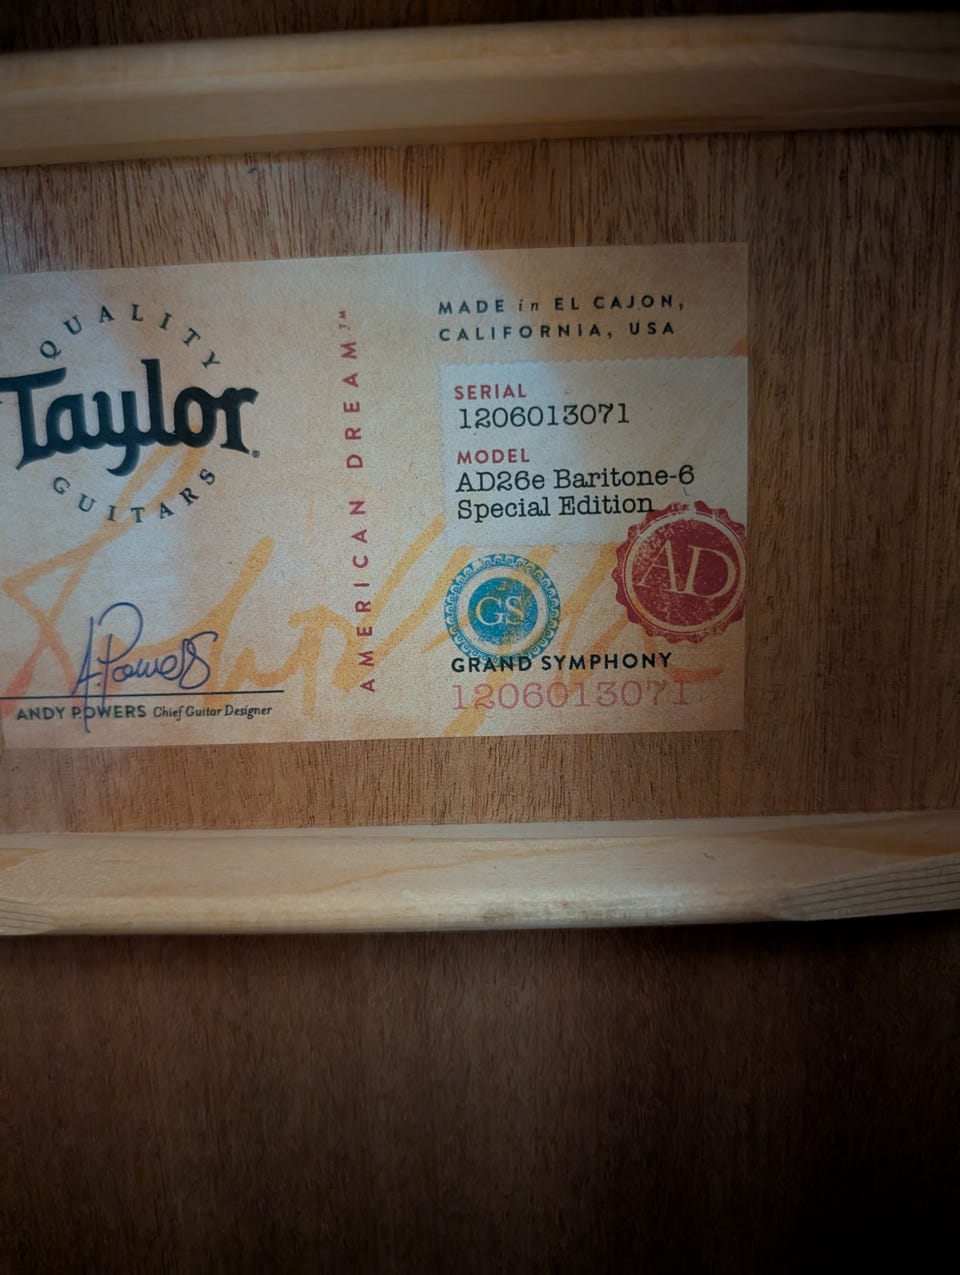 QUALITY
Taylor®
GUITARS
A Powers
ANDY POWERS Chief Guitar Designer
AMERICAN DREAM™
MADE in EL CAJON,
CALIFORNIA, USA
SERIAL
1206013071
MODEL
AD26e Baritone-6
Special Edition
AD
GS
GRAND SYMPHONY
1206013071